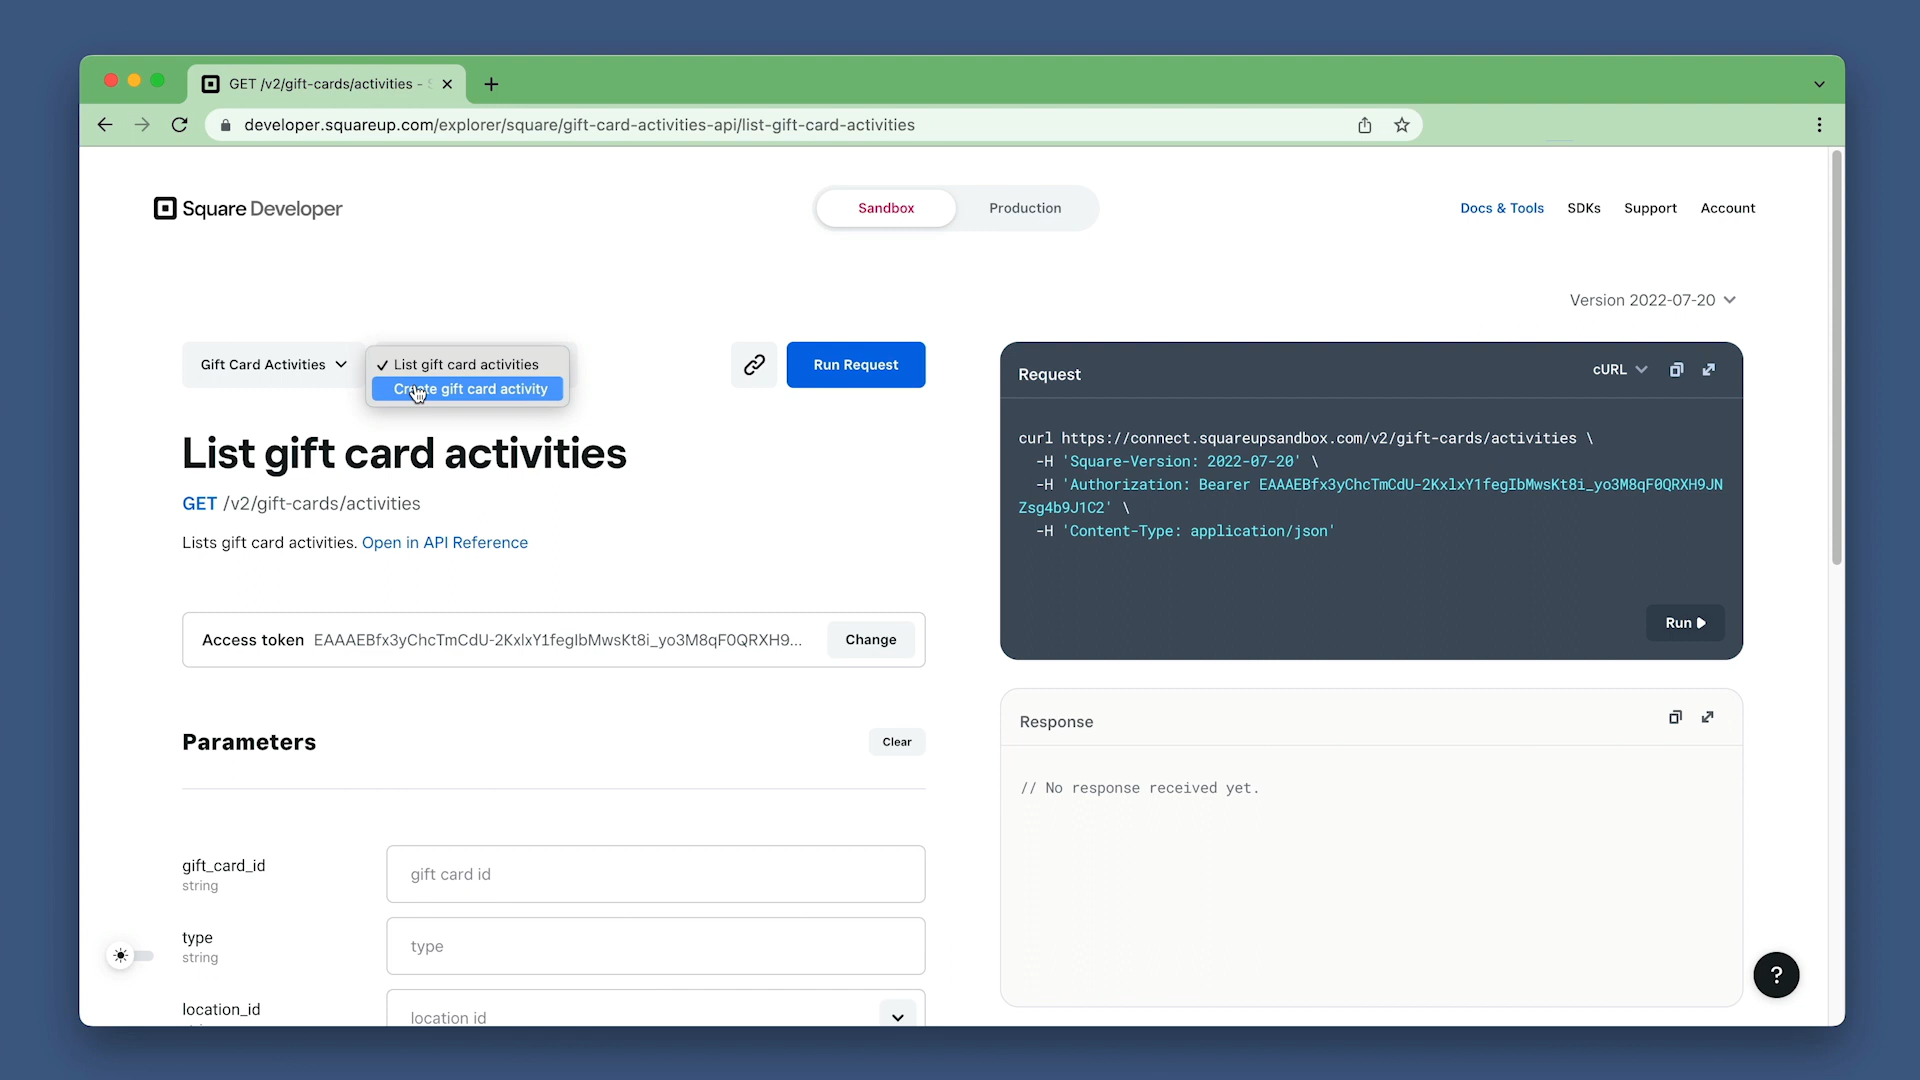 GET /v2/gift-cards/activities -
developer.squareup.com/explorer/square/gift-card-activities-api/list-gift-card-activities
Square Developer
Sandbox
Production
Docs & Tools
SDKs
Support
Account
Version 2022-07-20
Gift Card Activities
✓ List gift card activities
Create gift card activity
Run Request
List gift card activities
GET /v2/gift-cards/activities
Lists gift card activities. Open in API Reference
Access token EAAAEBfx3yChcTmCdU-2KxlxY1fegIbMwsKt8i_yo3M8qF0QRXH9...
Change
Parameters
Clear
gift_card_id
string
gift card id
type
string
type
location_id
location id
Request
cURL
curl https://connect.squareupsandbox.com/v2/gift-cards/activities \
-H 'Square-Version: 2022-07-20' \
-H 'Authorization: Bearer EAAAEBfx3yChcTmCdU-2KxlxY1fegIbMwsKt8i_yo3M8qF0QRXH9JN
Zsg4b9J1C2' \
-H 'Content-Type: application/json'
Run
Response
// No response received yet.
?